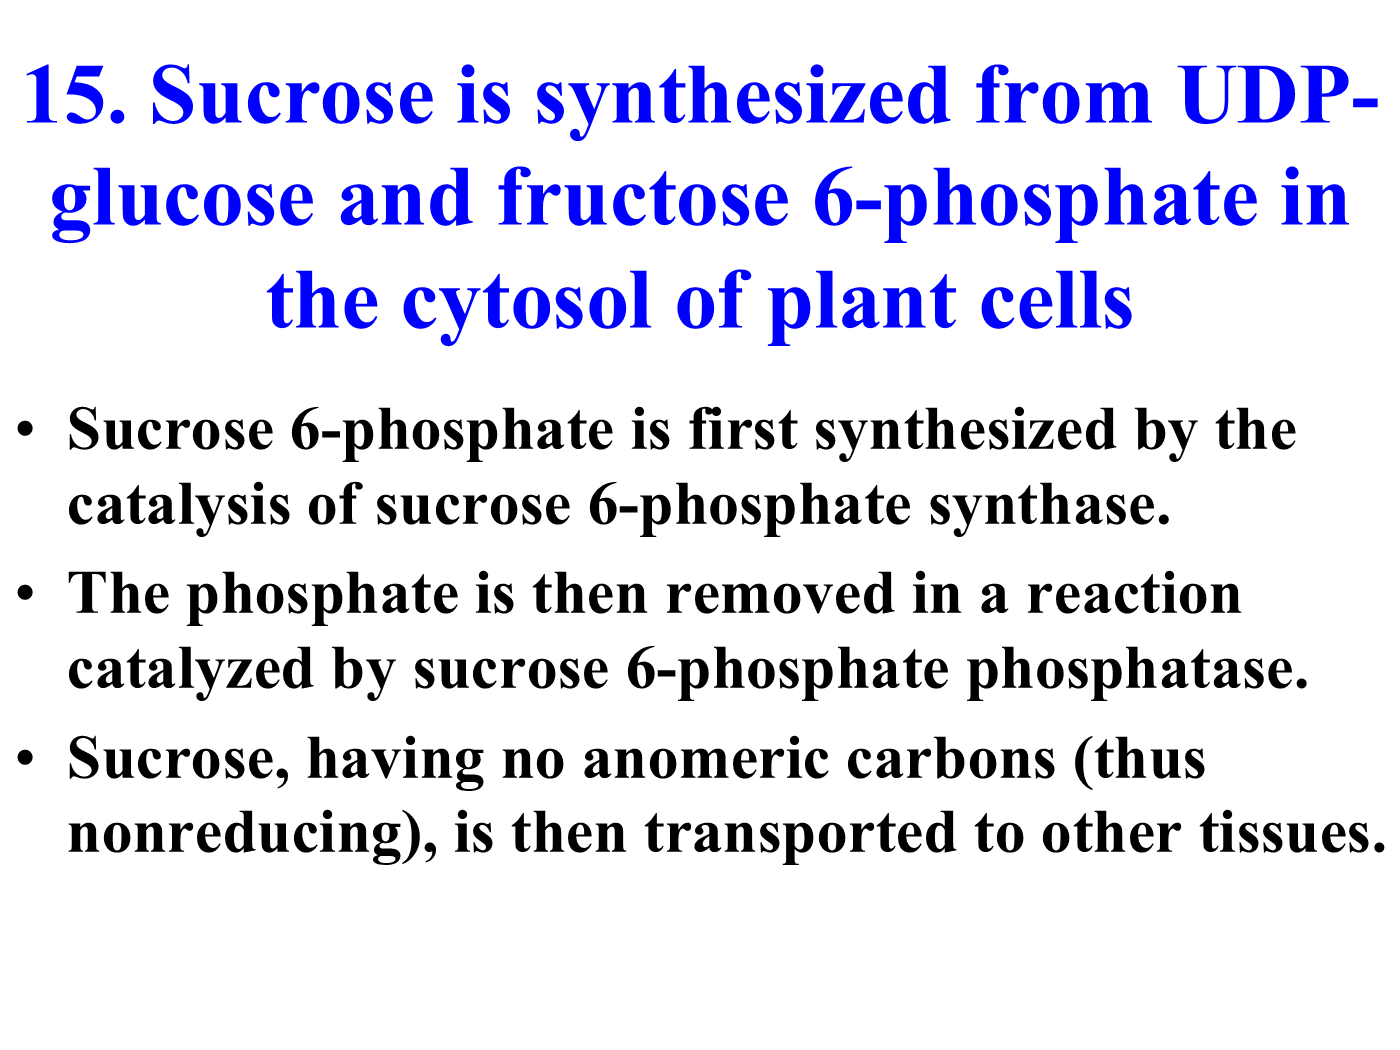 15. Sucrose is synthesized from UDP-
glucose and fructose 6-phosphate in
the cytosol of plant cells
• Sucrose 6-phosphate is first synthesized by the
catalysis of sucrose 6-phosphate synthase.
• The phosphate is then removed in a reaction
catalyzed by sucrose 6-phosphate phosphatase.
• Sucrose, having no anomeric carbons (thus
nonreducing), is then transported to other tissues.